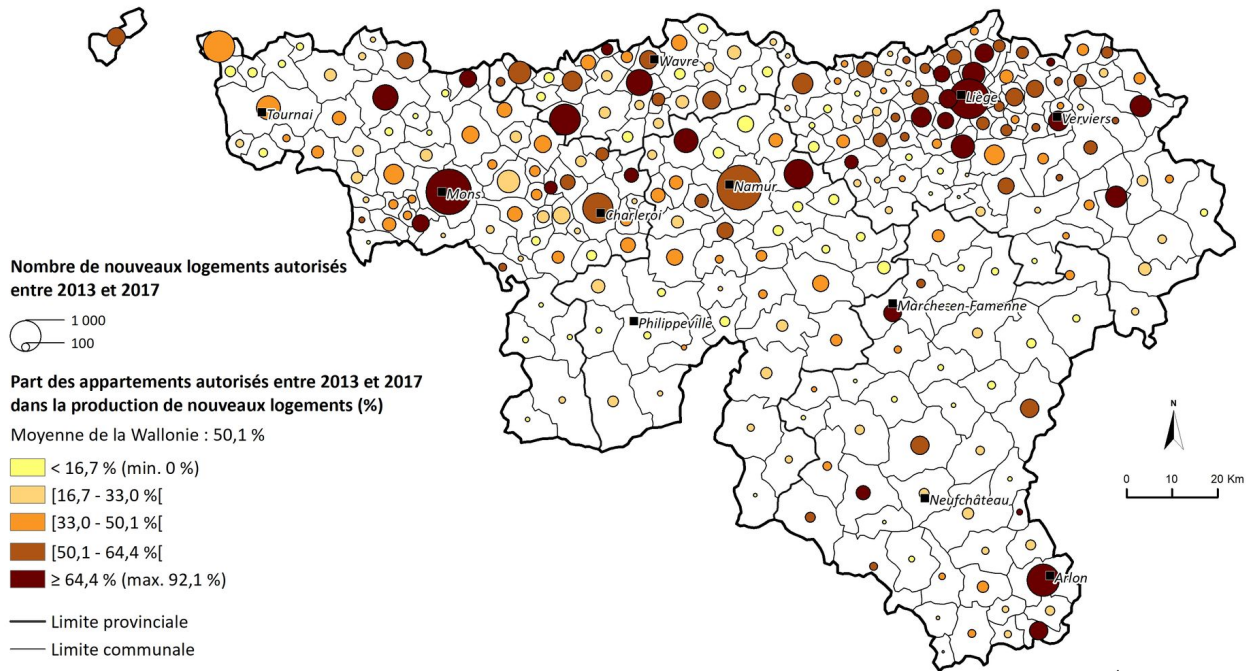 Wavre
Liège
Tournai
Verviers
Mons
Namur
Charleroi
Nombre de nouveaux logements autorisés
entre 2013 et 2017
1 000
100
Marche-en-Famenne
Philippeville
Part des appartements autorisés entre 2013 et 2017
dans la production de nouveaux logements (%)
Moyenne de la Wallonie : 50,1 %
< 16,7 % (min. 0 %)
[16,7 - 33,0 %[
[33,0 - 50,1 %[
[50,1 - 64,4 %[
≥ 64,4 % (max. 92,1 %)
Limite provinciale
Limite communale
N
0 10 20 Km
Neufchâteau
Arlon